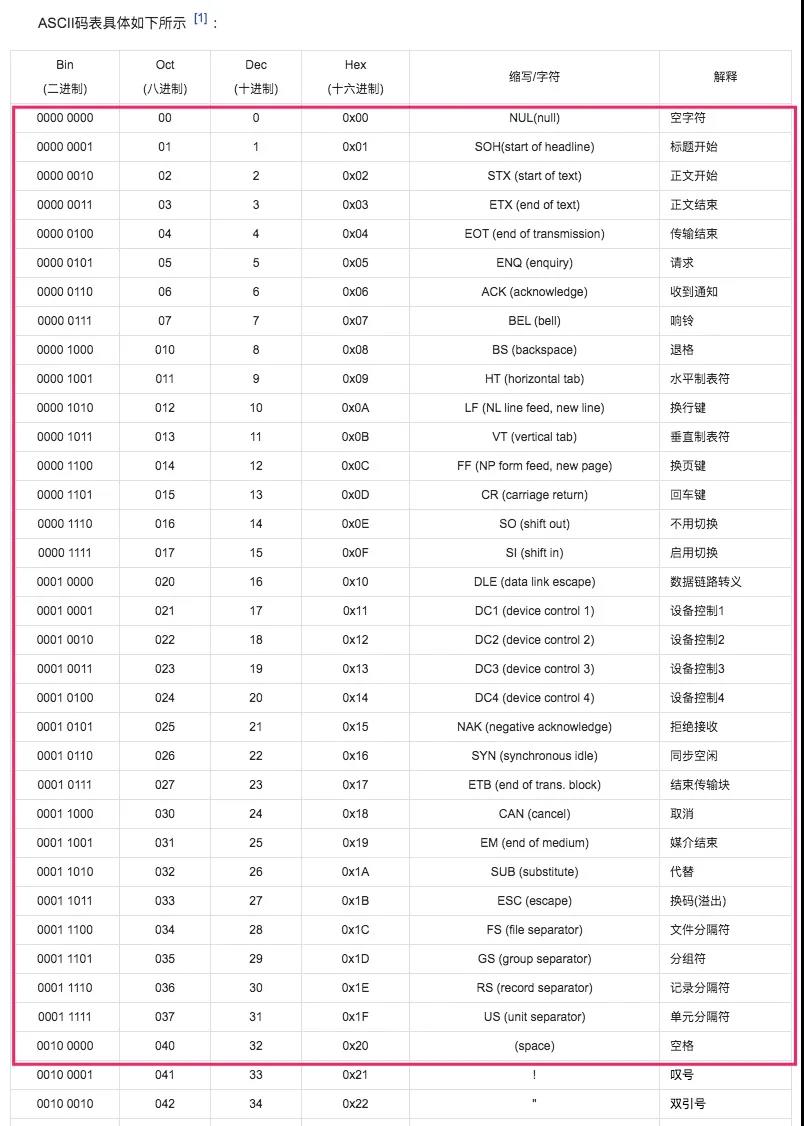 ASCII码表具体如下所示 [1] :
Bin Oct Dec Hex 缩写/字符 解释
(二进制) (八进制) (十进制) (十六进制)
0000 0000 00 0 0x00 NUL(null) 空字符
0000 0001 01 1 0x01 SOH(start of headline) 标题开始
0000 0010 02 2 0x02 STX (start of text) 正文开始
0000 0011 03 3 0x03 ETX (end of text) 正文结束
0000 0100 04 4 0x04 EOT (end of transmission) 传输结束
0000 0101 05 5 0x05 ENQ (enquiry) 请求
0000 0110 06 6 0x06 ACK (acknowledge) 收到通知
0000 0111 07 7 0x07 BEL (bell) 响铃
0000 1000 010 8 0x08 BS (backspace) 退格
0000 1001 011 9 0x09 HT (horizontal tab) 水平制表符
0000 1010 012 10 0x0A LF (NL line feed, new line) 换行键
0000 1011 013 11 0x0B VT (vertical tab) 垂直制表符
0000 1100 014 12 0x0C FF (NP form feed, new page) 换页键
0000 1101 015 13 0x0D CR (carriage return) 回车键
0000 1110 016 14 0x0E SO (shift out) 不用切换
0000 1111 017 15 0x0F SI (shift in) 启用切换
0001 0000 020 16 0x10 DLE (data link escape) 数据链路转义
0001 0001 021 17 0x11 DC1 (device control 1) 设备控制1
0001 0010 022 18 0x12 DC2 (device control 2) 设备控制2
0001 0011 023 19 0x13 DC3 (device control 3) 设备控制3
0001 0100 024 20 0x14 DC4 (device control 4) 设备控制4
0001 0101 025 21 0x15 NAK (negative acknowledge) 拒绝接收
0001 0110 026 22 0x16 SYN (synchronous idle) 同步空闲
0001 0111 027 23 0x17 ETB (end of trans. block) 结束传输块
0001 1000 030 24 0x18 CAN (cancel) 取消
0001 1001 031 25 0x19 EM (end of medium) 媒介结束
0001 1010 032 26 0x1A SUB (substitute) 代替
0001 1011 033 27 0x1B ESC (escape) 换码(溢出)
0001 1100 034 28 0x1C FS (file separator) 文件分隔符
0001 1101 035 29 0x1D GS (group separator) 分组符
0001 1110 036 30 0x1E RS (record separator) 记录分隔符
0001 1111 037 31 0x1F US (unit separator) 单元分隔符
0010 0000 040 32 0x20 (space) 空格
0010 0001 041 33 0x21 ! 叹号
0010 0010 042 34 0x22 " 双引号